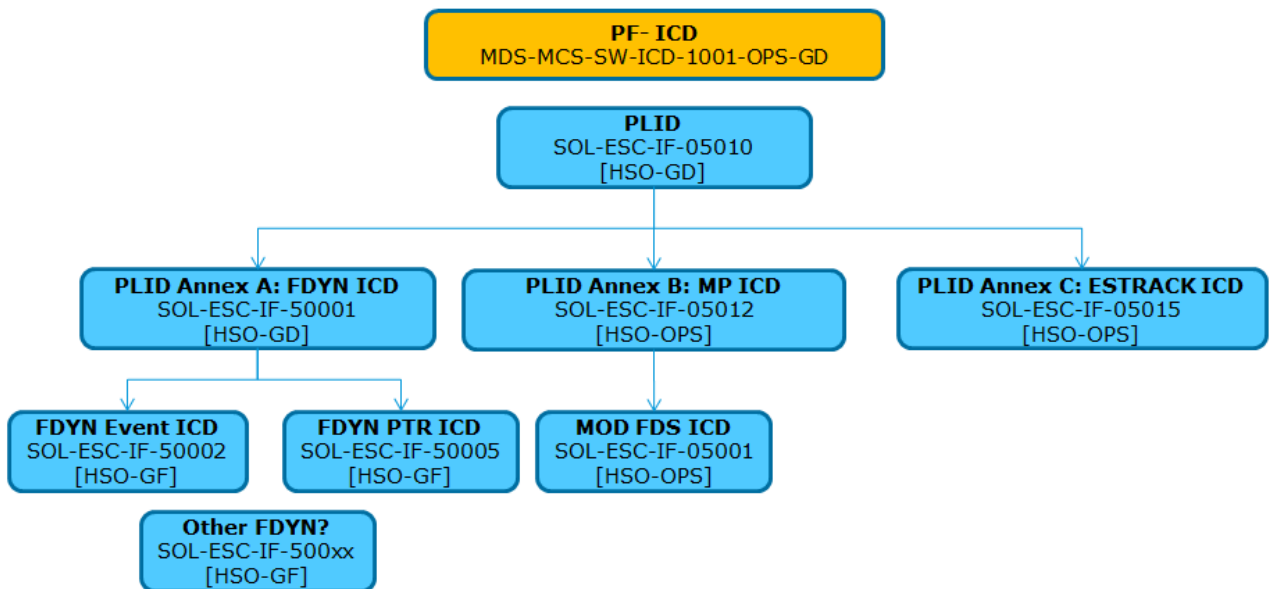 PF- ICD
MDS-MCS-SW-ICD-1001-OPS-GD
PLID
SOL-ESC-IF-05010
[HSO-GD]
PLID Annex A: FDYN ICD
SOL-ESC-IF-50001
[HSO-GD]
PLID Annex B: MP ICD
SOL-ESC-IF-05012
[HSO-OPS]
PLID Annex C: ESTRACK ICD
SOL-ESC-IF-05015
[HSO-OPS]
FDYN Event ICD
SOL-ESC-IF-50002
[HSO-GF]
FDYN PTR ICD
SOL-ESC-IF-50005
[HSO-GF]
MOD FDS ICD
SOL-ESC-IF-05001
[HSO-OPS]
Other FDYN?
SOL-ESC-IF-500xx
[HSO-GF]